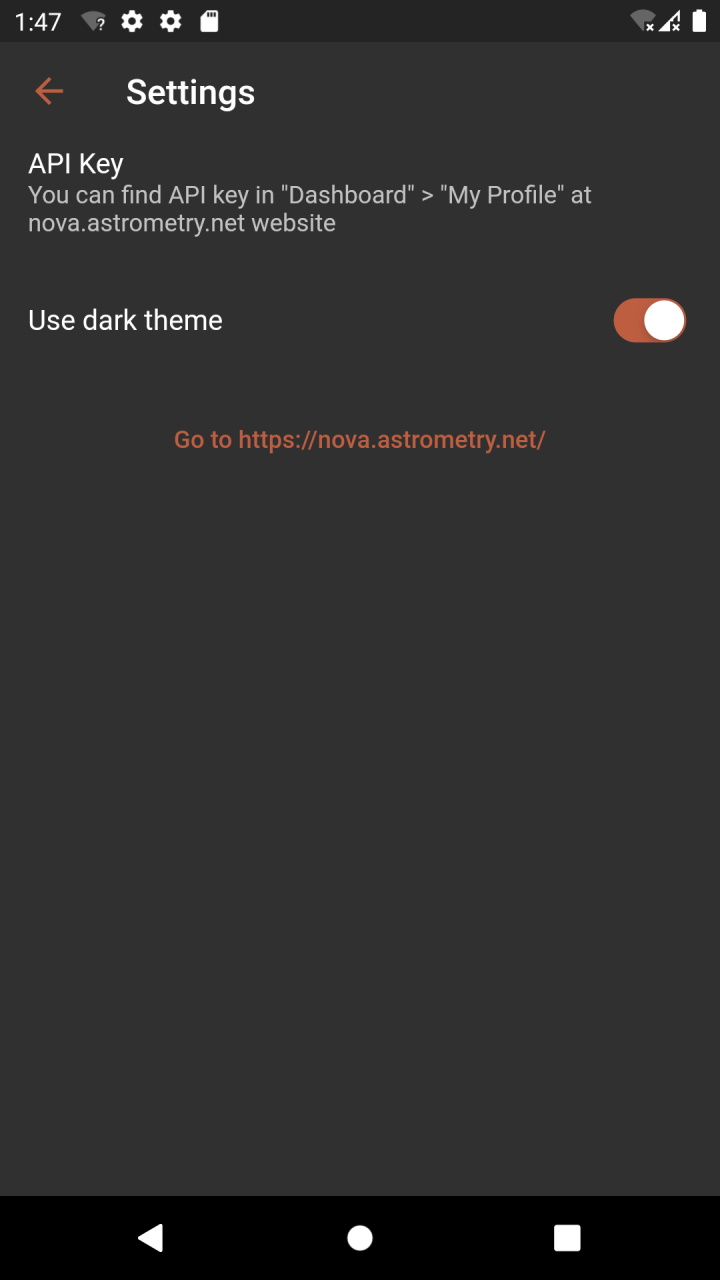 1:47
Settings
API Key
You can find API key in "Dashboard" > "My Profile" at
nova.astrometry.net website
Use dark theme
Go to https://nova.astrometry.net/